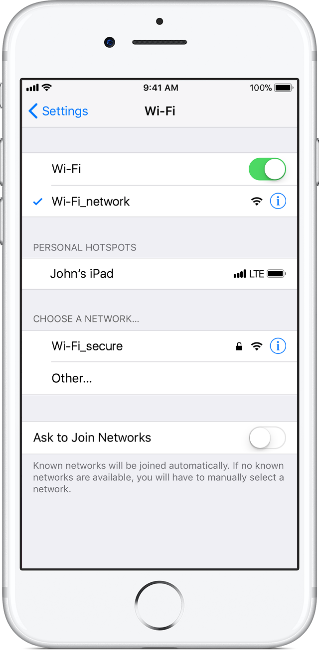 9:41 AM 100%
Settings Wi-Fi
Wi-Fi
Wi-Fi_network
PERSONAL HOTSPOTS
John's iPad LTE
CHOOSE A NETWORK...
Wi-Fi_secure
Other...
Ask to Join Networks
Known networks will be joined automatically. If no known
networks are available, you will have to manually select a
network.